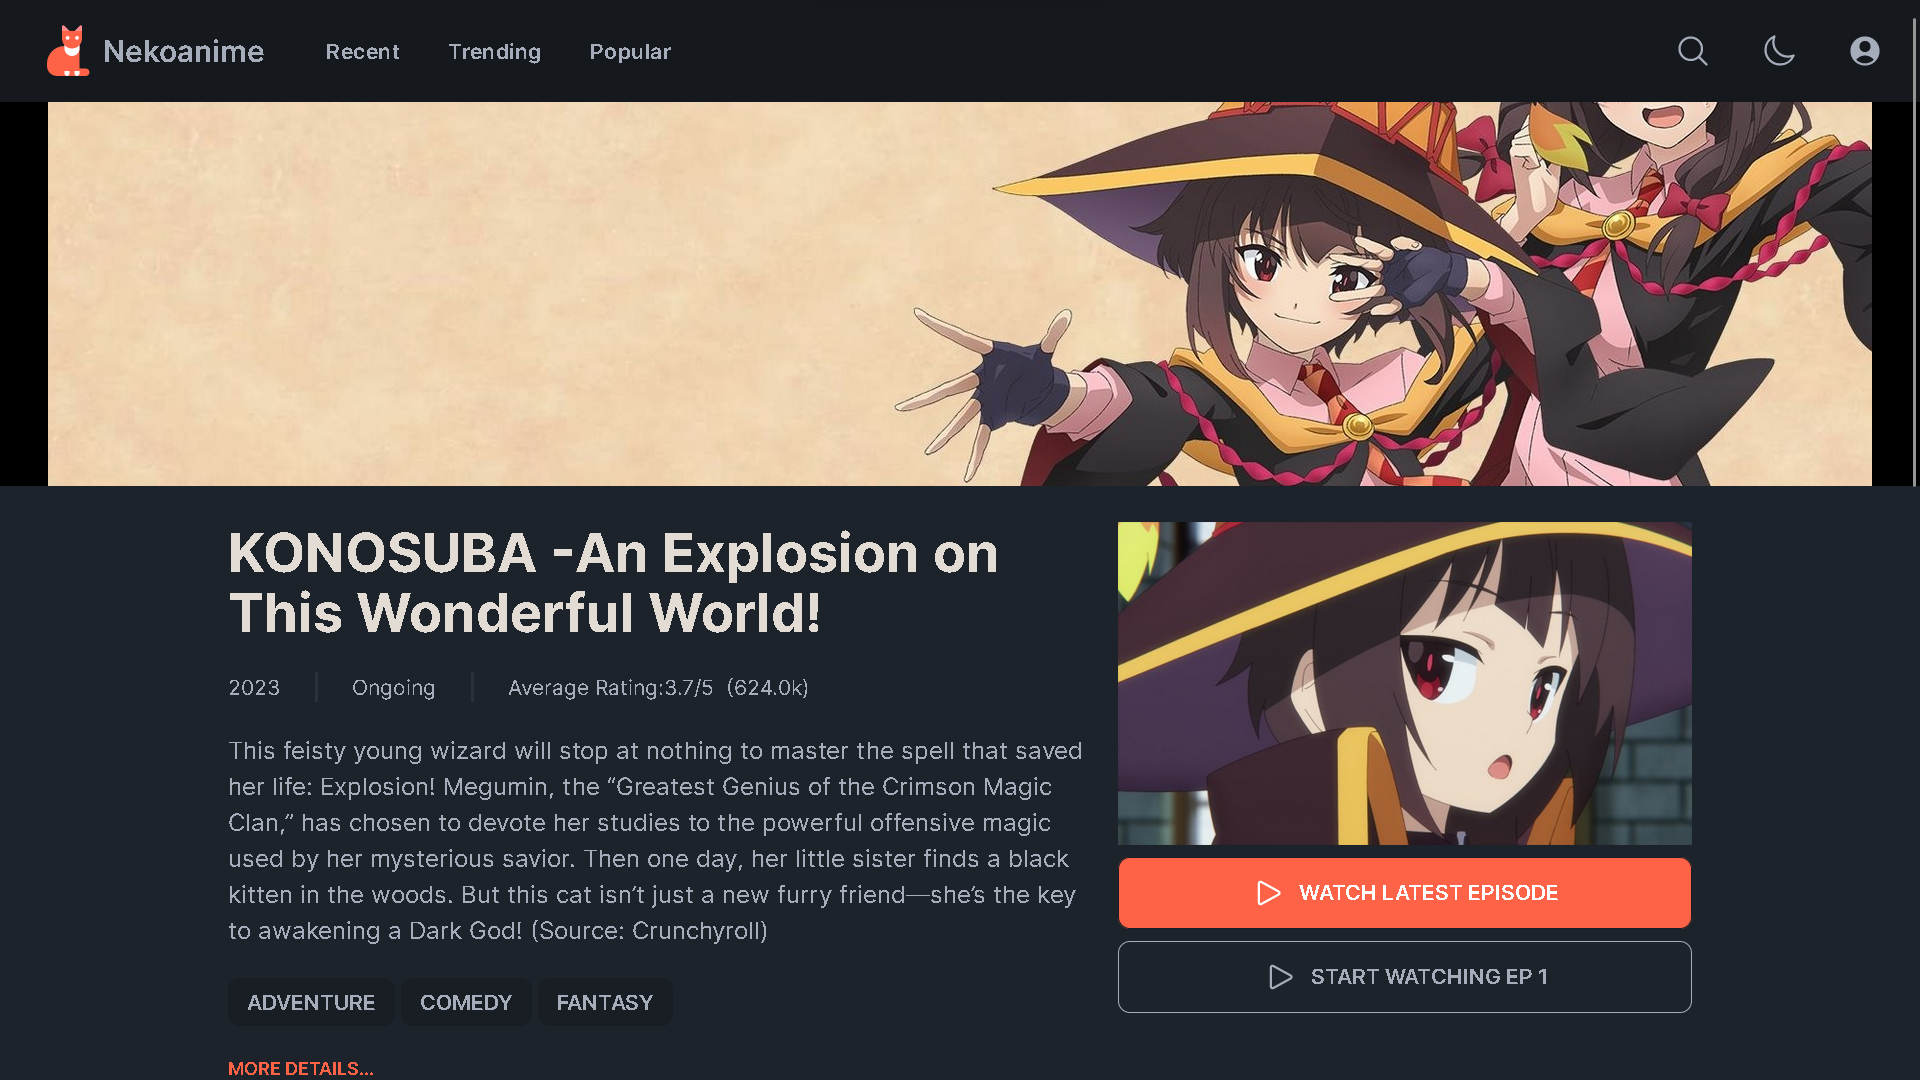 Nekoanime
Recent
Trending
Popular
KONOSUBA -An Explosion on
This Wonderful World!
2023
Ongoing
Average Rating:3.7/5 (624.0k)
This feisty young wizard will stop at nothing to master the spell that saved
her life: Explosion! Megumin, the “Greatest Genius of the Crimson Magic
Clan,” has chosen to devote her studies to the powerful offensive magic
used by her mysterious savior. Then one day, her little sister finds a black
kitten in the woods. But this cat isn’t just a new furry friend—she’s the key
to awakening a Dark God! (Source: Crunchyroll)
ADVENTURE
COMEDY
FANTASY
MORE DETAILS...
WATCH LATEST EPISODE
START WATCHING EP 1